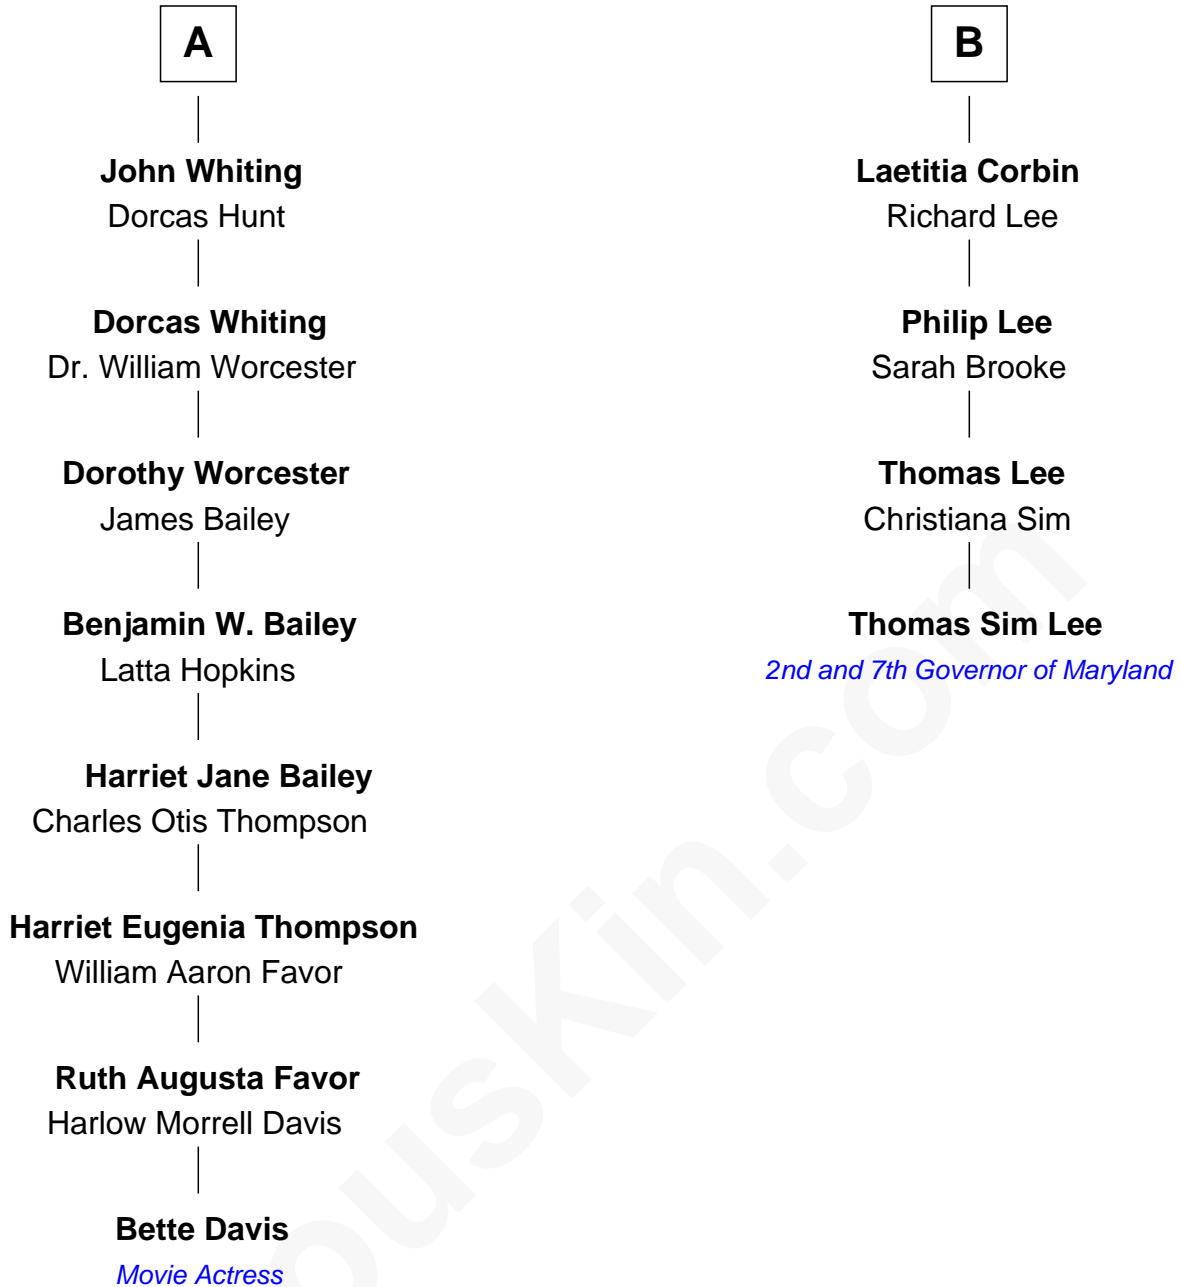 A
John Whiting
Dorcas Hunt
Dorcas Whiting
Dr. William Worcester
Dorothy Worcester
James Bailey
Benjamin W. Bailey
Latta Hopkins
Harriet Jane Bailey
Charles Otis Thompson
Harriet Eugenia Thompson
William Aaron Favor
Ruth Augusta Favor
Harlow Morrell Davis
Bette Davis
Movie Actress
B
Laetitia Corbin
Richard Lee
Philip Lee
Sarah Brooke
Thomas Lee
Christiana Sim
Thomas Sim Lee
2nd and 7th Governor of Maryland
ousKin.com